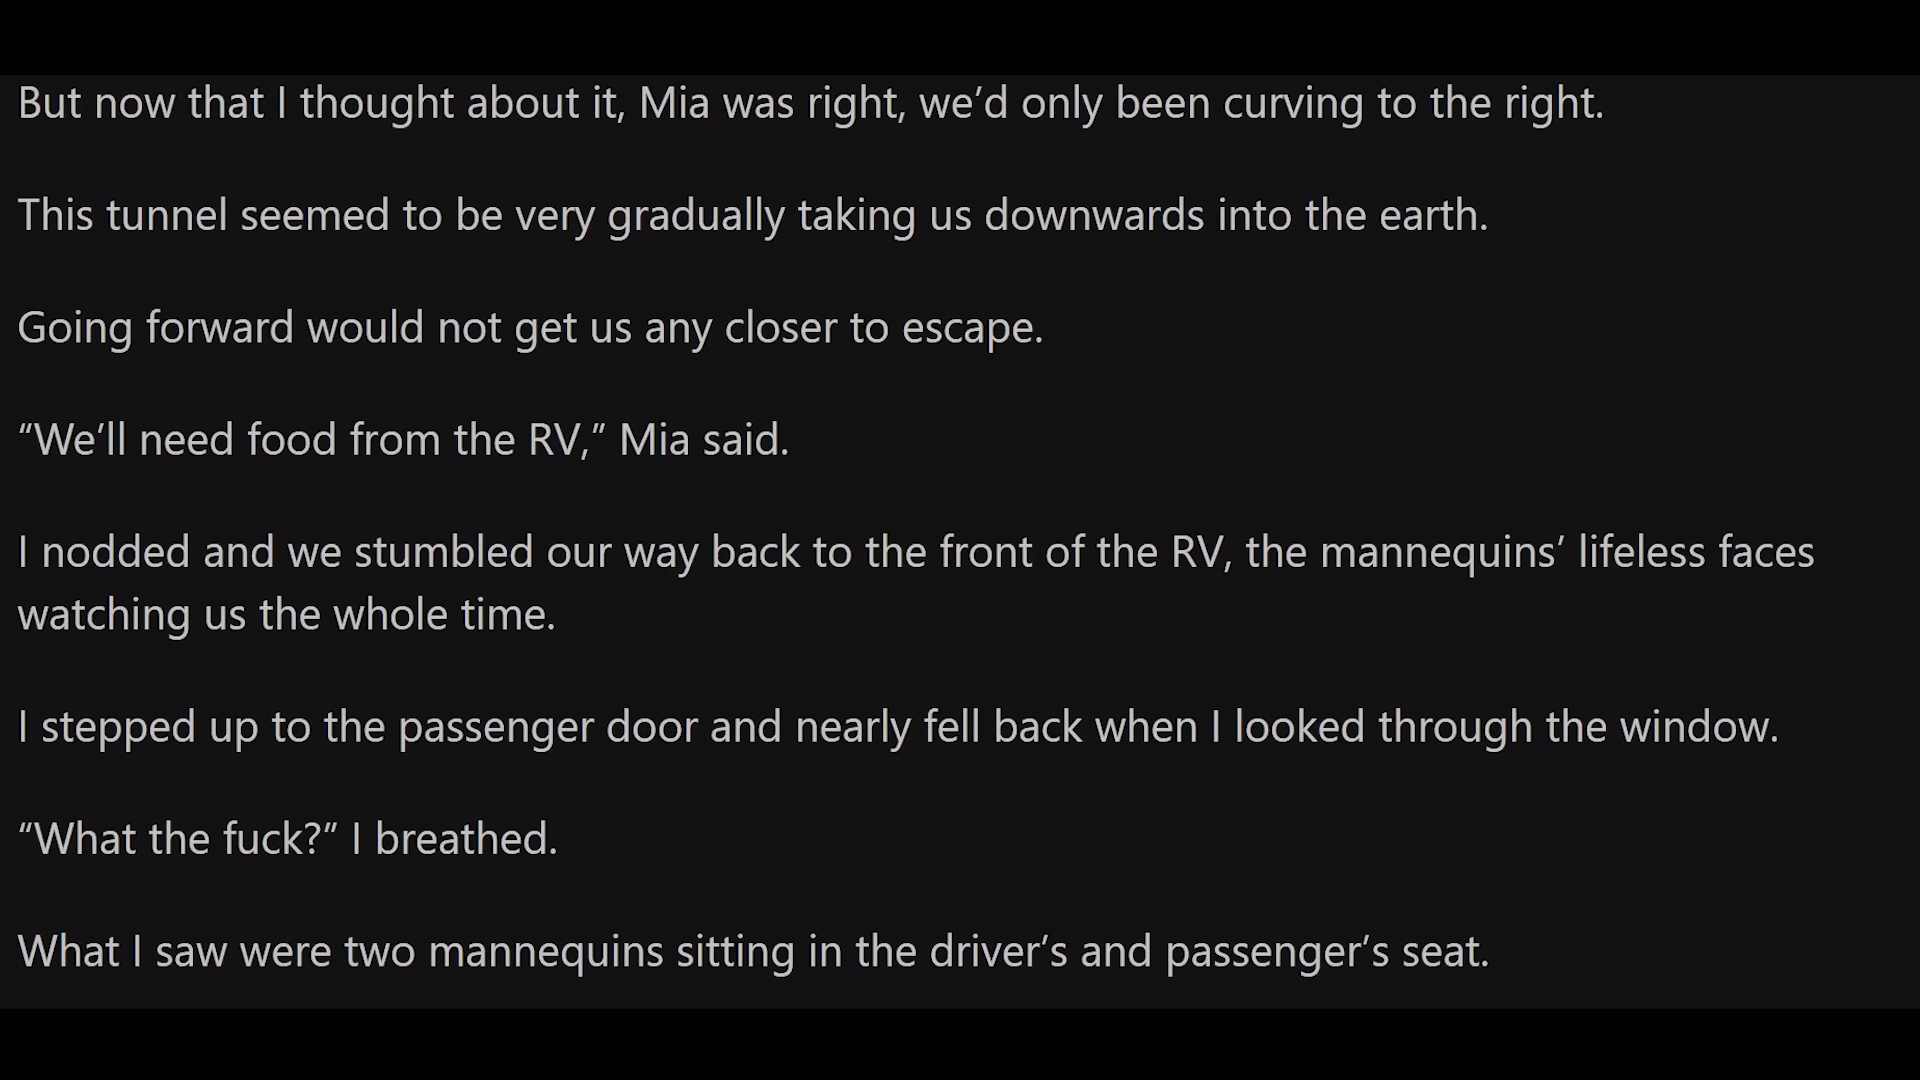 But now that I thought about it, Mia was right, we’d only been curving to the right.
This tunnel seemed to be very gradually taking us downwards into the earth.
Going forward would not get us any closer to escape.
“We’ll need food from the RV,” Mia said.
I nodded and we stumbled our way back to the front of the RV, the mannequins’ lifeless faces
watching us the whole time.
I stepped up to the passenger door and nearly fell back when I looked through the window.
“What the fuck?” I breathed.
What I saw were two mannequins sitting in the driver’s and passenger’s seat.